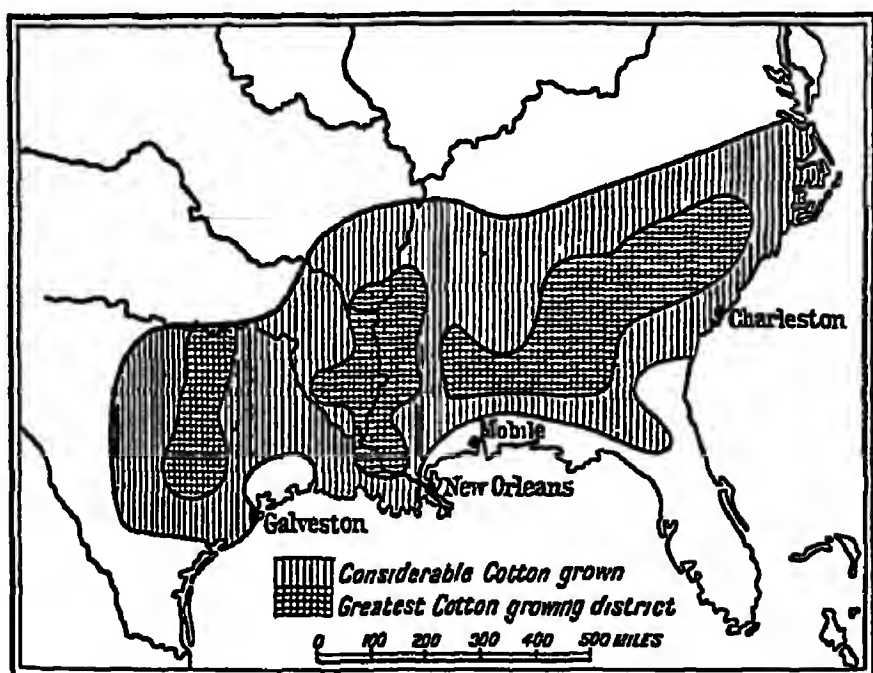 Charleston
Mobile
New Orleans
Galveston
Considerable Cotton grown
Greatest Cotton growing district
0 100 200 300 400 500 MILES